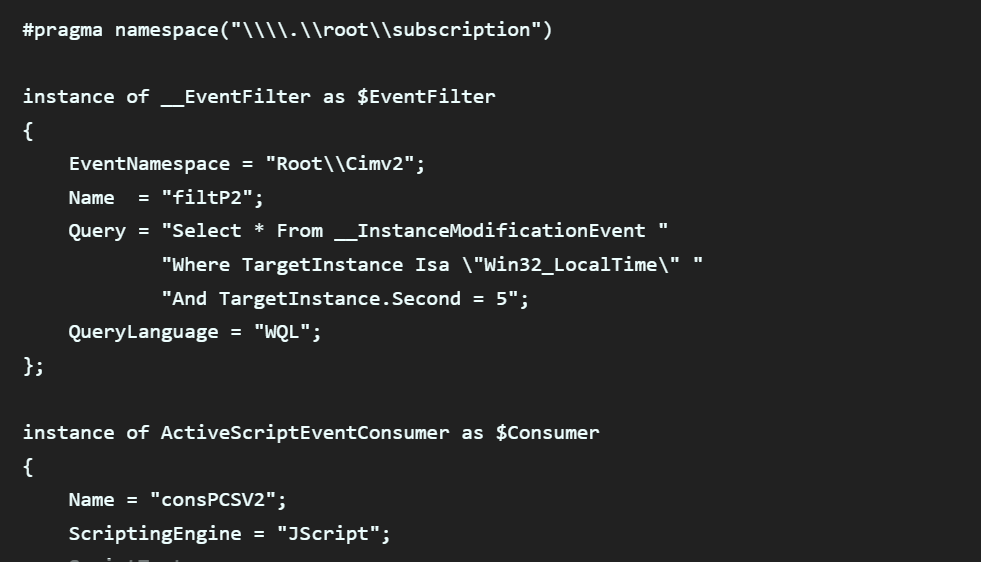 #pragma namespace("\\\\.\\root\\subscription")

instance of __EventFilter as $EventFilter
{
    EventNamespace = "Root\\Cimv2";
    Name  = "filtP2";
    Query = "Select * From __InstanceModificationEvent "
            "Where TargetInstance Isa \"Win32_LocalTime\" "
            "And TargetInstance.Second = 5";
    QueryLanguage = "WQL";
};

instance of ActiveScriptEventConsumer as $Consumer
{
    Name = "consPCSV2";
    ScriptingEngine = "JScript";